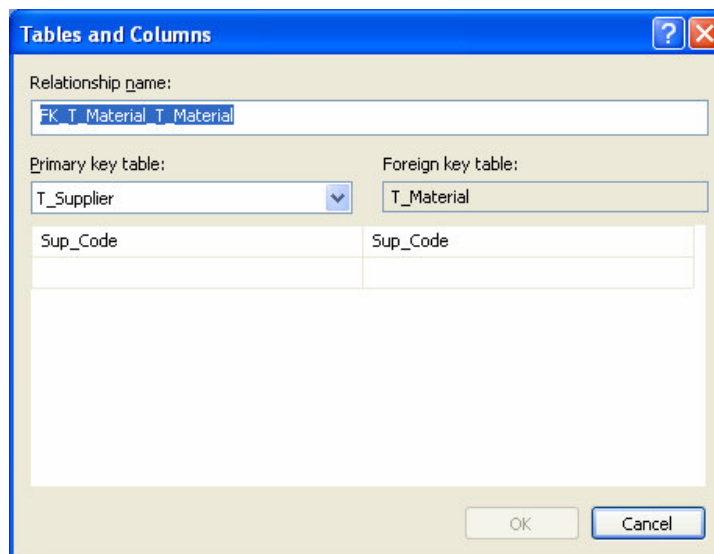 Tables and Columns
Relationship name:
FK_T_Material_T_Material
Primary key table:
Foreign key table:
T_Supplier
T_Material
Sup_Code
Sup_Code
OK
Cancel